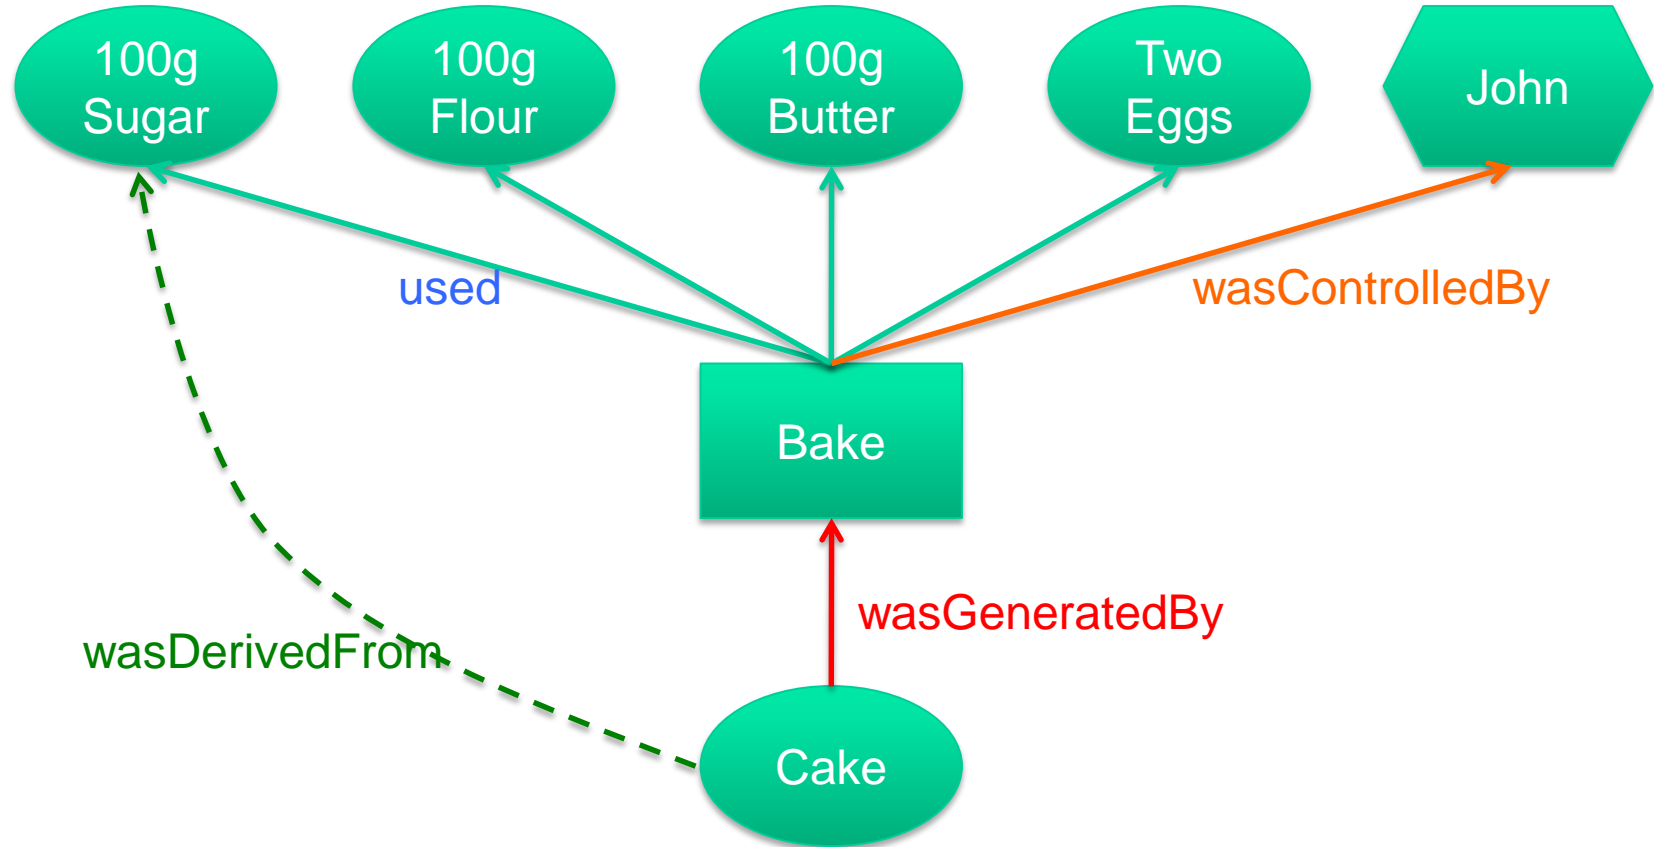 100g
Sugar
100g
Flour
100g
Butter
Two
Eggs
John
used
wasControlledBy
Bake
wasGeneratedBy
wasDerivedFrom
Cake